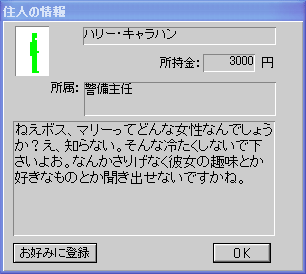 住人の情報
ハリー・キャラハン
所持金: 3000 円
所属: 警備主任
ねえボス、マリーってどんな女性なんでしょう
か？え、知らない。そんな冷たくしないで下
さいよお。なんかさりげなく彼女の趣味とか
好きなものとか聞き出せないですかね。
お好みに登録 OK